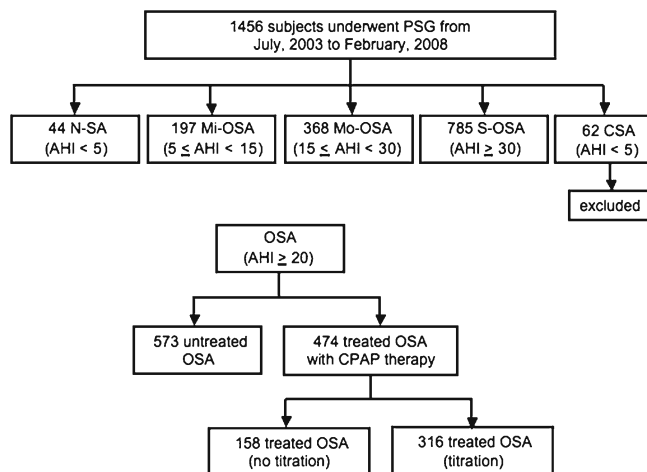 1456 subjects underwent PSG from
July, 2003 to February, 2008
44 N-SA
(AHI < 5)
197 Mi-OSA
(5 ≤ AHI < 15)
368 Mo-OSA
(15 ≤ AHI < 30)
785 S-OSA
(AHI ≥ 30)
62 CSA
(AHI < 5)
excluded
OSA
(AHI ≥ 20)
573 untreated
OSA
474 treated OSA
with CPAP therapy
158 treated OSA
(no titration)
316 treated OSA
(titration)